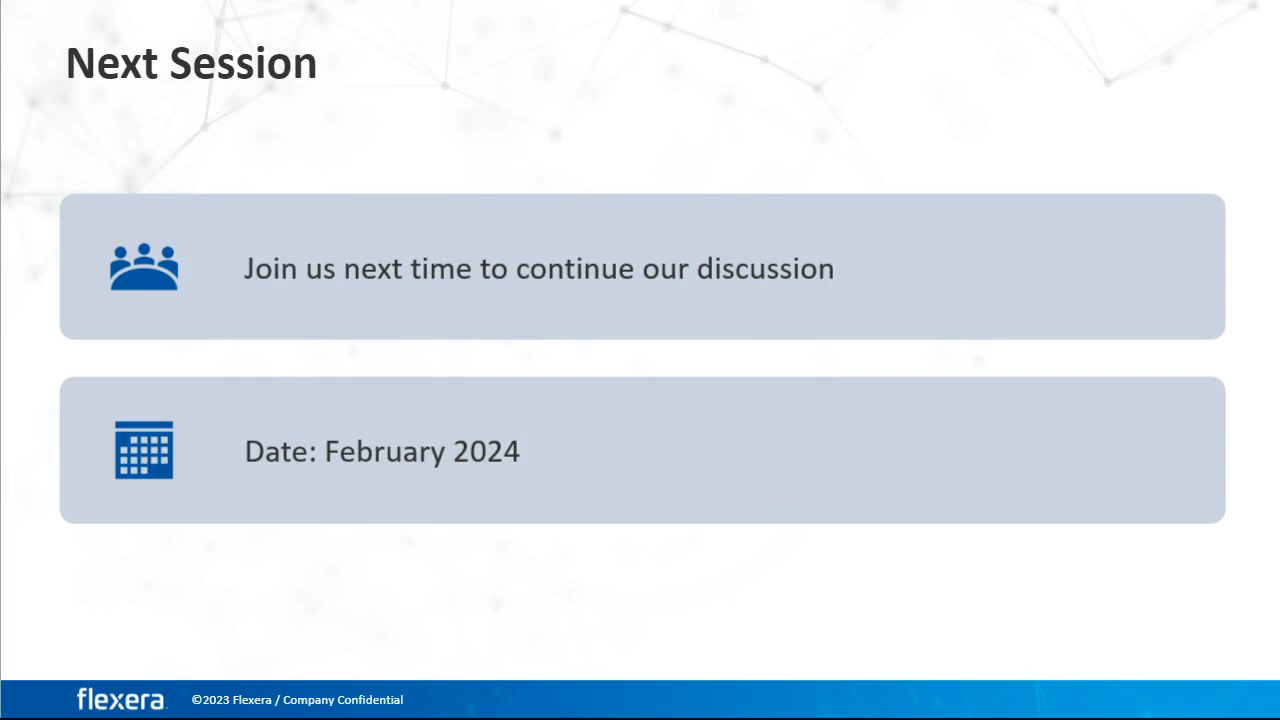 Next Session
Join us next time to continue our discussion
Date: February 2024
flexera
©2023 Flexera / Company Confidential